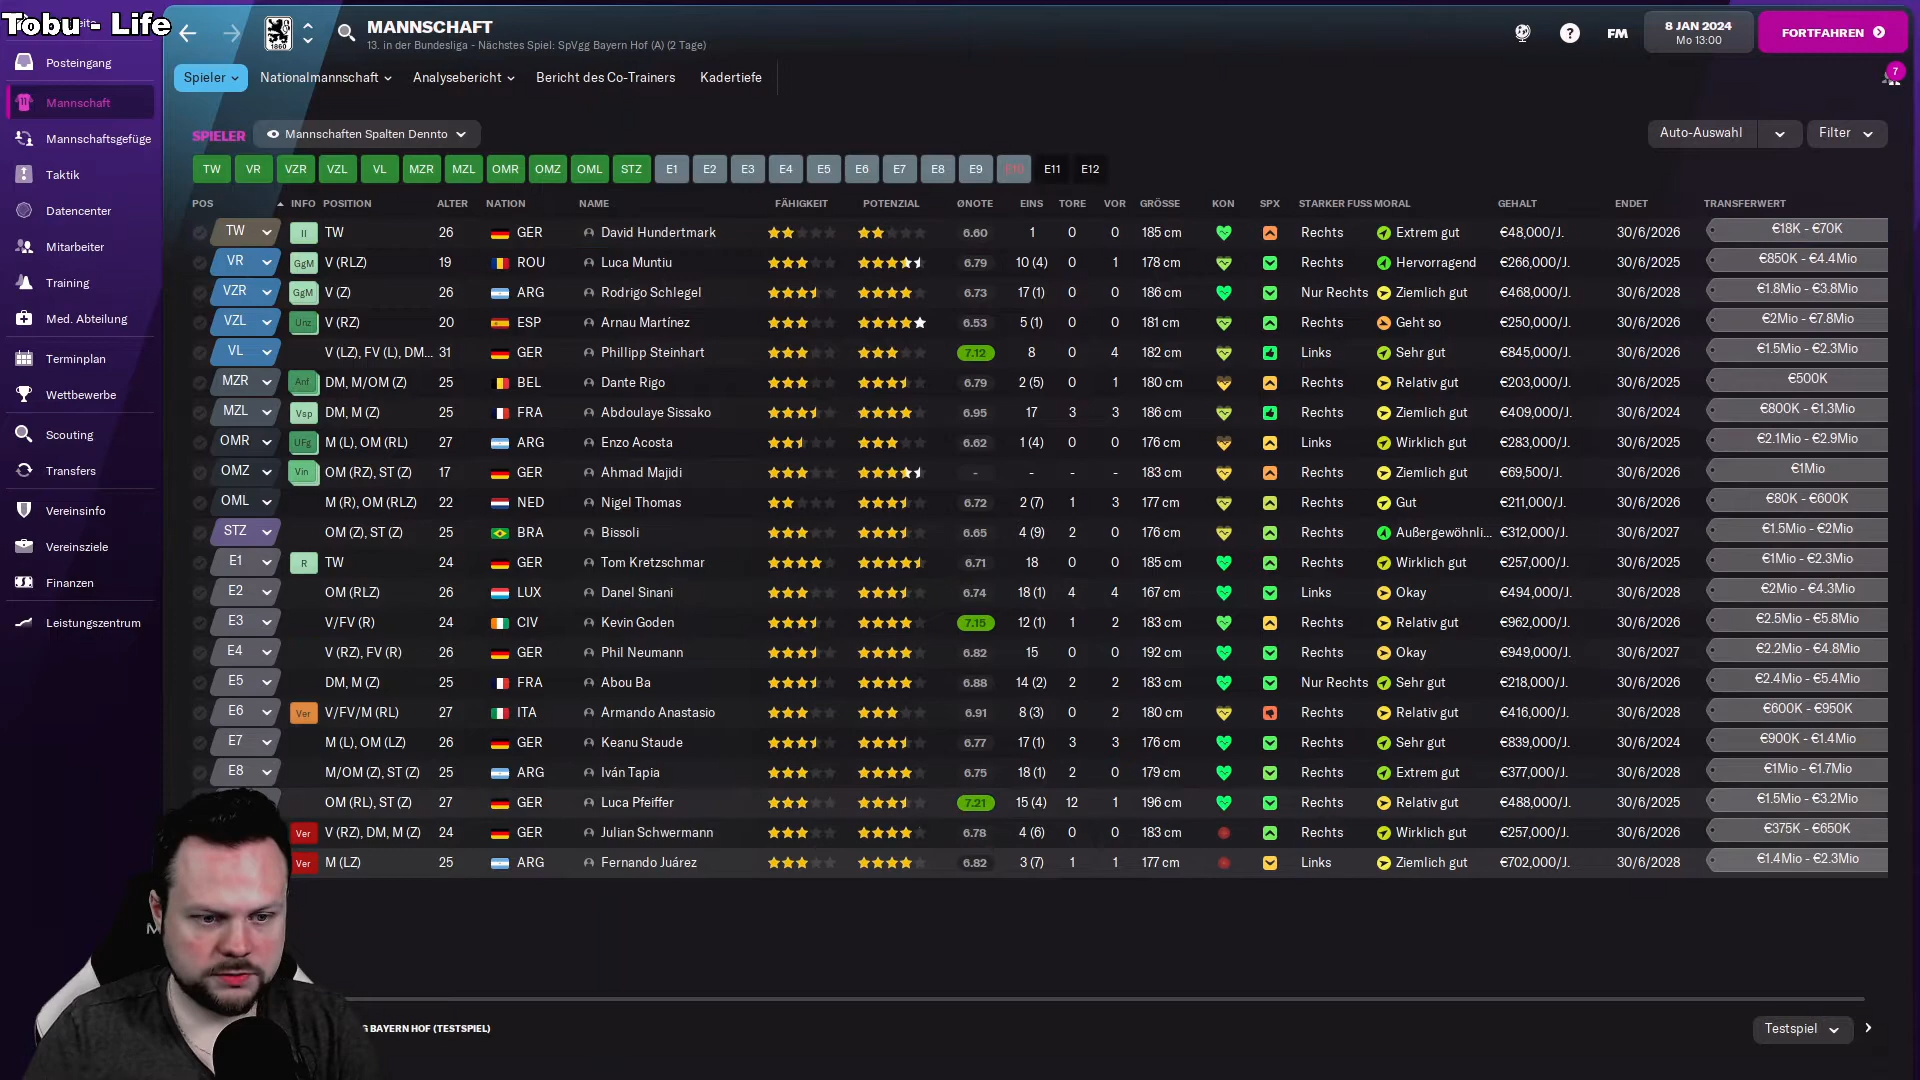 Tobu - Life
MANNSCHAFT
13. in der Bundesliga - Nächstes Spiel: SpVgg Bayern Hof (A) (2 Tage)
1860
FM
8 JAN 2024
Mo 13:00
FORTFAHREN
Posteingang
Mannschaft
Mannschaftsgefüge
Taktik
Datencenter
Mitarbeiter
Training
Med. Abteilung
Terminplan
Wettbewerbe
Scouting
Transfers
Vereinsinfo
Vereinsziele
Finanzen
Leistungszentrum
Spieler Nationalmannschaft Analysebericht Bericht des Co-Trainers Kadertiefe
7
SPIELER Mannschaften Spalten Dennto Auto-Auswahl Filter
TW VR VZR VZL VL MZR MZL OMR OMZ OML STZ E1 E2 E3 E4 E5 E6 E7 E8 E9 E10 E11 E12
POS INFO POSITION ALTER NATION NAME FÄHIGKEIT POTENZIAL ØNOTE EINS TORE VOR GRÖSSE KON SPX STARKER FUSS MORAL GEHALT ENDET TRANSFERWERT
TW II TW 26 GER David Hundertmark 6.60 1 0 0 185 cm Rechts Extrem gut €48,000/J. 30/6/2026 €18K - €70K
VR GgM V (RLZ) 19 ROU Luca Muntiu 6.79 10 (4) 0 1 178 cm Rechts Hervorragend €266,000/J. 30/6/2025 €850K - €4.4Mio
VZR GgM V (Z) 26 ARG Rodrigo Schlegel 6.73 17 (1) 0 0 186 cm Nur Rechts Ziemlich gut €468,000/J. 30/6/2028 €1.8Mio - €3.8Mio
VZL Unz V (RZ) 20 ESP Arnau Martínez 6.53 5 (1) 0 0 181 cm Rechts Geht so €250,000/J. 30/6/2026 €2Mio - €7.8Mio
VL V (LZ), FV (L), DM... 31 GER Phillipp Steinhart 7.12 8 0 4 182 cm Links Sehr gut €845,000/J. 30/6/2026 €1.5Mio - €2.3Mio
MZR Anf DM, M/OM (Z) 25 BEL Dante Rigo 6.79 2 (5) 0 1 180 cm Rechts Relativ gut €203,000/J. 30/6/2025 €500K
MZL Vsp DM, M (Z) 25 FRA Abdoulaye Sissako 6.95 17 3 3 186 cm Rechts Ziemlich gut €409,000/J. 30/6/2024 €800K - €1.3Mio
OMR UFg M (L), OM (RL) 27 ARG Enzo Acosta 6.62 1 (4) 0 0 176 cm Links Wirklich gut €283,000/J. 30/6/2025 €2.1Mio - €2.9Mio
OMZ Vin OM (RZ), ST (Z) 17 GER Ahmad Majidi - - - - 183 cm Rechts Ziemlich gut €69,500/J. 30/6/2026 €1Mio
OML M (R), OM (RLZ) 22 NED Nigel Thomas 6.72 2 (7) 1 3 177 cm Rechts Gut €211,000/J. 30/6/2026 €80K - €600K
STZ OM (Z), ST (Z) 25 BRA Bissoli 6.65 4 (9) 2 0 176 cm Rechts Außergewöhnli... €312,000/J. 30/6/2027 €1.5Mio - €2Mio
E1 R TW 24 GER Tom Kretzschmar 6.71 18 0 0 185 cm Rechts Wirklich gut €257,000/J. 30/6/2025 €1Mio - €2.3Mio
E2 OM (RLZ) 26 LUX Danel Sinani 6.74 18 (1) 4 4 167 cm Links Okay €494,000/J. 30/6/2028 €2Mio - €4.3Mio
E3 V/FV (R) 24 CIV Kevin Goden 7.15 12 (1) 1 2 183 cm Rechts Relativ gut €962,000/J. 30/6/2026 €2.5Mio - €5.8Mio
E4 V (RZ), FV (R) 26 GER Phil Neumann 6.82 15 0 0 192 cm Rechts Okay €949,000/J. 30/6/2027 €2.2Mio - €4.8Mio
E5 DM, M (Z) 25 FRA Abou Ba 6.88 14 (2) 2 2 183 cm Nur Rechts Sehr gut €218,000/J. 30/6/2026 €2.4Mio - €5.4Mio
E6 Ver V/FV/M (RL) 27 ITA Armando Anastasio 6.91 8 (3) 0 2 180 cm Rechts Relativ gut €416,000/J. 30/6/2028 €600K - €950K
E7 M (L), OM (LZ) 26 GER Keanu Staude 6.77 17 (1) 3 3 176 cm Rechts Sehr gut €839,000/J. 30/6/2024 €900K - €1.4Mio
E8 M/OM (Z), ST (Z) 25 ARG Iván Tapia 6.75 18 (1) 2 0 179 cm Rechts Extrem gut €377,000/J. 30/6/2028 €1Mio - €1.7Mio
OM (RL), ST (Z) 27 GER Luca Pfeiffer 7.21 15 (4) 12 1 196 cm Rechts Relativ gut €488,000/J. 30/6/2025 €1.5Mio - €3.2Mio
Ver V (RZ), DM, M (Z) 24 GER Julian Schwermann 6.78 4 (6) 0 0 183 cm Rechts Wirklich gut €257,000/J. 30/6/2026 €375K - €650K
Ver M (LZ) 25 ARG Fernando Juárez 6.82 3 (7) 1 1 177 cm Links Ziemlich gut €702,000/J. 30/6/2028 €1.4Mio - €2.3Mio
G BAYERN HOF (TESTSPIEL)
Testspiel